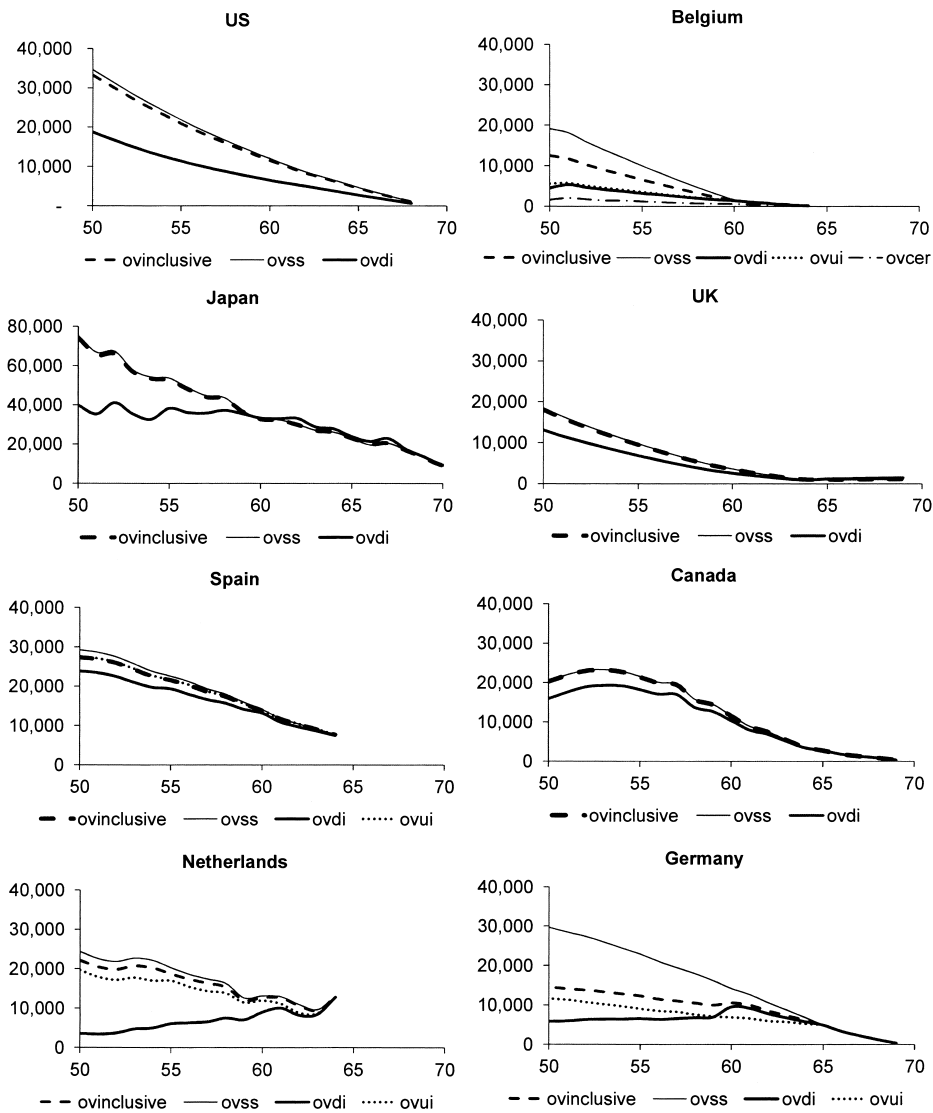 US
40,000
30,000
20,000
10,000
-
50 55 60 65 70
ovinclusive ovss ovdi
Belgium
40,000
30,000
20,000
10,000
0
50 55 60 65 70
ovinclusive ovss ovdi ovui ovcer
Japan
80,000
60,000
40,000
20,000
0
50 55 60 65 70
ovinclusive ovss ovdi
UK
40,000
30,000
20,000
10,000
0
50 55 60 65 70
ovinclusive ovss ovdi
Spain
40,000
30,000
20,000
10,000
0
50 55 60 65 70
ovinclusive ovss ovdi ovui
Canada
40,000
30,000
20,000
10,000
0
50 55 60 65 70
ovinclusive ovss ovdi
Netherlands
40,000
30,000
20,000
10,000
0
50 55 60 65 70
ovinclusive ovss ovdi ovui
Germany
40,000
30,000
20,000
10,000
0
50 55 60 65 70
ovinclusive ovss ovdi ovui